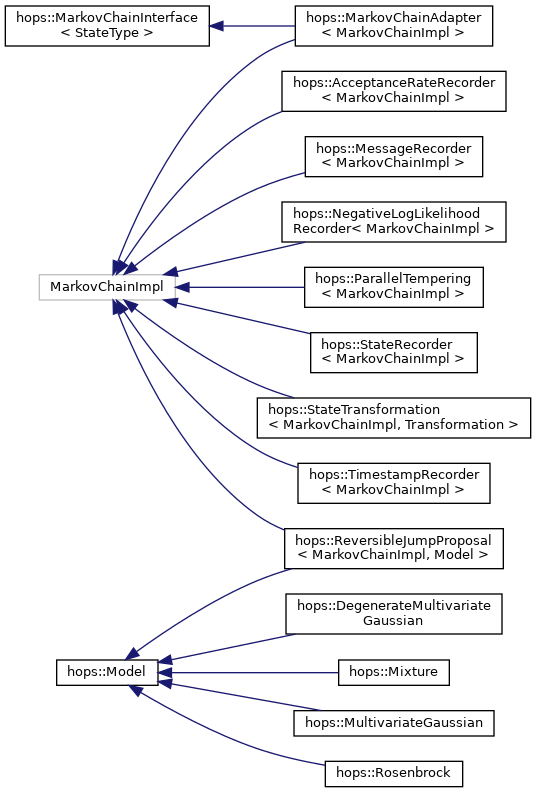 hops::MarkovChainInterface
< StateType >
hops::MarkovChainAdapter
< MarkovChainImpl >
hops::AcceptanceRateRecorder
< MarkovChainImpl >
hops::MessageRecorder
< MarkovChainImpl >
hops::NegativeLogLikelihood
Recorder< MarkovChainImpl >
MarkovChainImpl
hops::ParallelTempering
< MarkovChainImpl >
hops::StateRecorder
< MarkovChainImpl >
hops::StateTransformation
< MarkovChainImpl, Transformation >
hops::TimestampRecorder
< MarkovChainImpl >
hops::ReversibleJumpProposal
< MarkovChainImpl, Model >
hops::DegenerateMultivariate
Gaussian
hops::Model
hops::Mixture
hops::MultivariateGaussian
hops::Rosenbrock